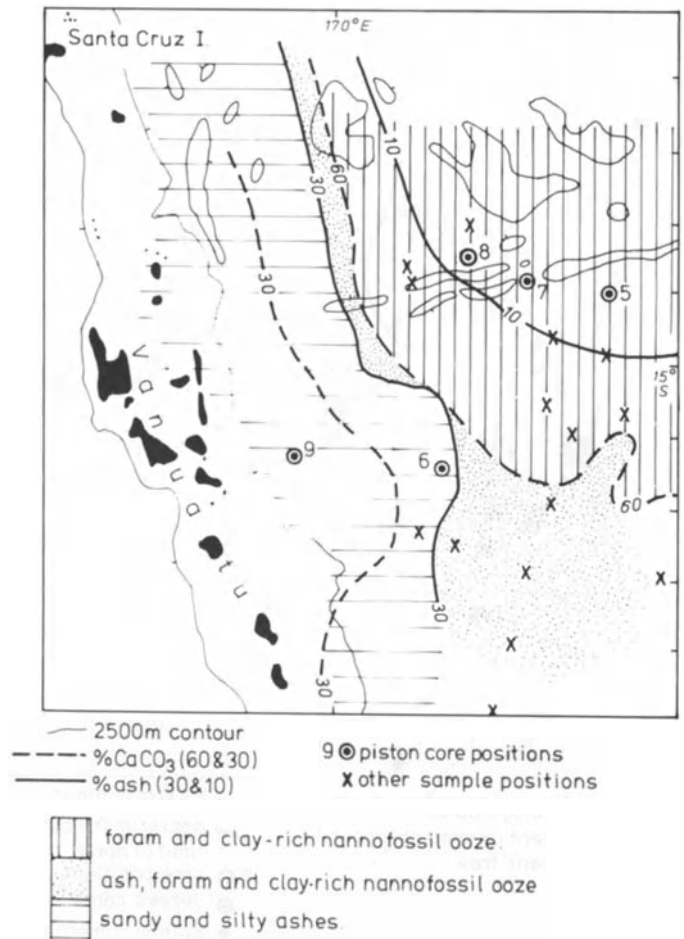 170°E
Santa Cruz I.
30
60
10
8
7
5
10
30
15°
S
Vanuatu
9
6
60
30
30
2500m contour
%CaCO₃ (60&30)
%ash (30&10)
9 piston core positions
x other sample positions
foram and clay-rich nannofossil ooze.
ash, foram and clay-rich nannofossil ooze
sandy and silty ashes.